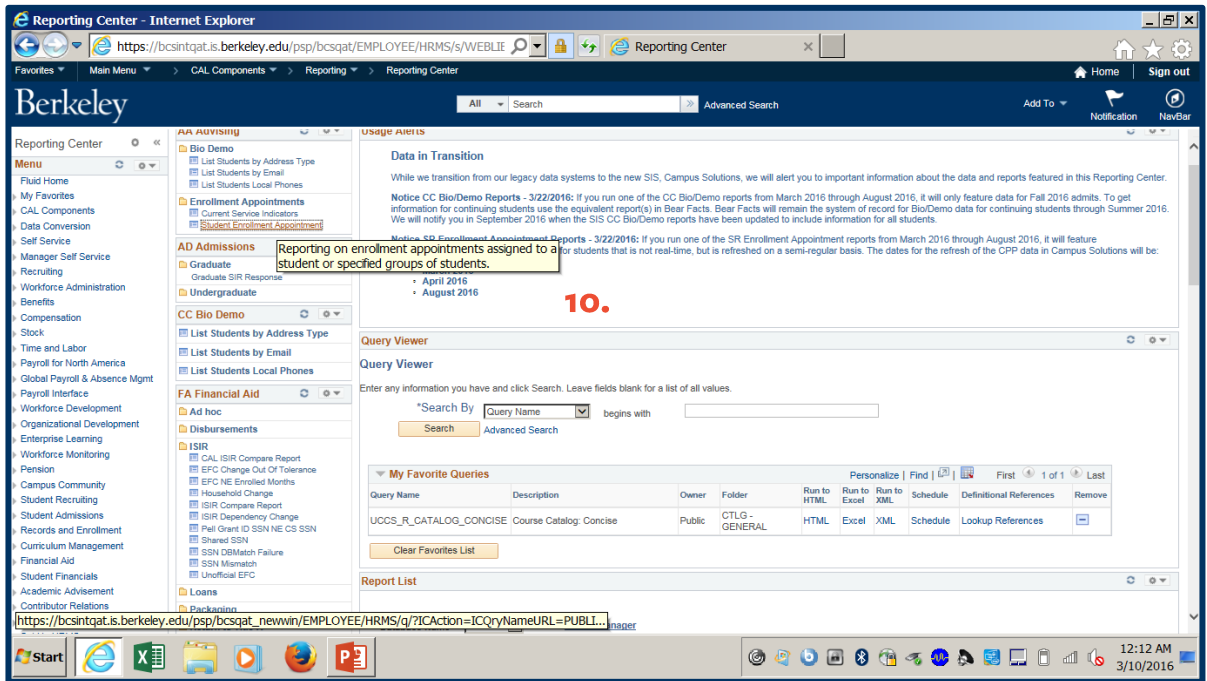 Reporting Center - Internet Explorer
https://bcsintqat.is.berkeley.edu/psp/bcsqat/EMPLOYEE/HRMS/s/WEBLIE
Reporting Center
Favorites Main Menu > CAL Components > Reporting > Reporting Center
Home Sign out
Berkeley
All Search Advanced Search
Add To Notification NavBar
Reporting Center
Menu
Fluid Home
My Favorites
CAL Components
Data Conversion
Self Service
Manager Self Service
Recruiting
Workforce Administration
Benefits
Compensation
Stock
Time and Labor
Payroll for North America
Global Payroll & Absence Mgmt
Payroll Interface
Workforce Development
Organizational Development
Enterprise Learning
Workforce Monitoring
Pension
Campus Community
Student Recruiting
Student Admissions
Records and Enrollment
Curriculum Management
Financial Aid
Student Financials
Academic Advisement
Contributor Relations
AA Advising
Bio Demo
List Students by Address Type
List Students by Email
List Students Local Phones
Enrollment Appointments
Current Service Indicators
Student Enrollment Appointment
Reporting on enrollment appointments assigned to a
student or specified groups of students.
AD Admissions
Graduate
Graduate SIR Response
Undergraduate
CC Bio Demo
List Students by Address Type
List Students by Email
List Students Local Phones
FA Financial Aid
Ad hoc
Disbursements
ISIR
CAL ISIR Compare Report
EFC Change Out Of Tolerance
EFC NE Enrolled Months
Household Change
ISIR Compare Report
ISIR Dependency Change
Pell Grant ID SSN NE CS SSN
Shared SSN
SSN DBMatch Failure
SSN Mismatch
Unofficial EFC
Loans
Packaging
Usage Alerts
Data in Transition
While we transition from our legacy data systems to the new SIS, Campus Solutions, we will alert you to important information about the data and reports featured in this Reporting Center.
Notice CC Bio/Demo Reports - 3/22/2016: If you run one of the CC Bio/Demo reports from March 2016 through August 2016, it will only feature data for Fall 2016 admits. To get
information for continuing students use the equivalent report(s) in Bear Facts. Bear Facts will remain the system of record for Bio/Demo data for continuing students through Summer 2016.
We will notify you in September 2016 when the SIS CC Bio/Demo reports have been updated to include information for all students.
Notice SR Enrollment Appointment Reports - 3/22/2016: If you run one of the SR Enrollment Appointment reports from March 2016 through August 2016, it will feature
for students that is not real-time, but is refreshed on a semi-regular basis. The dates for the refresh of the CPP data in Campus Solutions will be:
March 2016
April 2016
August 2016
10.
Query Viewer
Query Viewer
Enter any information you have and click Search. Leave fields blank for a list of all values.
*Search By Query Name begins with
Search Advanced Search
My Favorite Queries
Personalize | Find | | First 1 of 1 Last
Query Name Description Owner Folder Run to HTML Run to Excel Run to XML Schedule Definitional References Remove
UCCS_R_CATALOG_CONCISE Course Catalog: Concise Public CTLG - GENERAL HTML Excel XML Schedule Lookup References
Clear Favorites List
Report List
https://bcsintqat.is.berkeley.edu/psp/bcsqat_newwin/EMPLOYEE/HRMS/q/?ICAction=ICQryNameURL=PUBLI...
Start
12:12 AM
3/10/2016